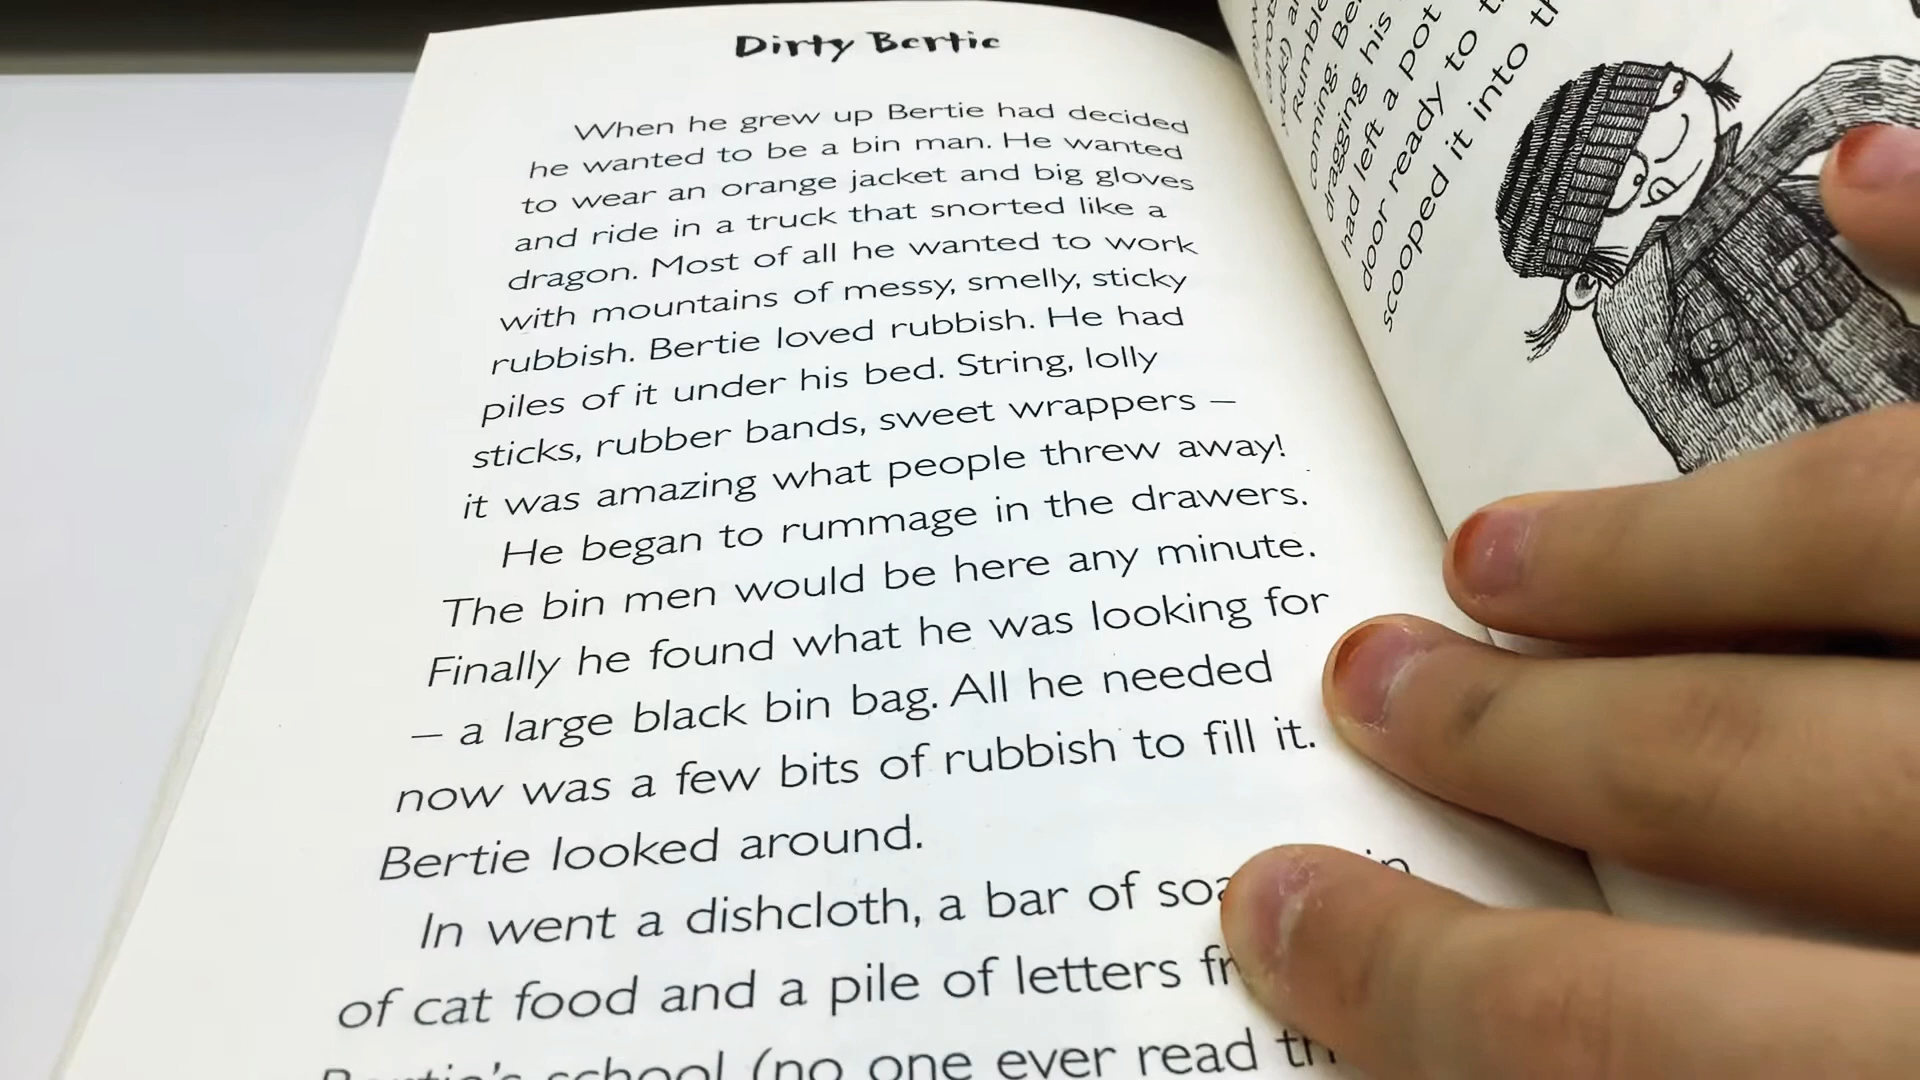 Dirty Bertie
When he grew up Bertie had decided
he wanted to be a bin man. He wanted
to wear an orange jacket and big gloves
and ride in a truck that snorted like a
dragon. Most of all he wanted to work
with mountains of messy, smelly, sticky
rubbish. Bertie loved rubbish. He had
piles of it under his bed. String, lolly
sticks, rubber bands, sweet wrappers –
it was amazing what people threw away!
He began to rummage in the drawers.
The bin men would be here any minute.
Finally he found what he was looking for
– a large black bin bag. All he needed
now was a few bits of rubbish to fill it.
Bertie looked around.
In went a dishcloth, a bar of
of cat food and a pile of letters
Bertie's school (no one ever read
coming.
dragging his
had left a pot
door ready to
scooped it into